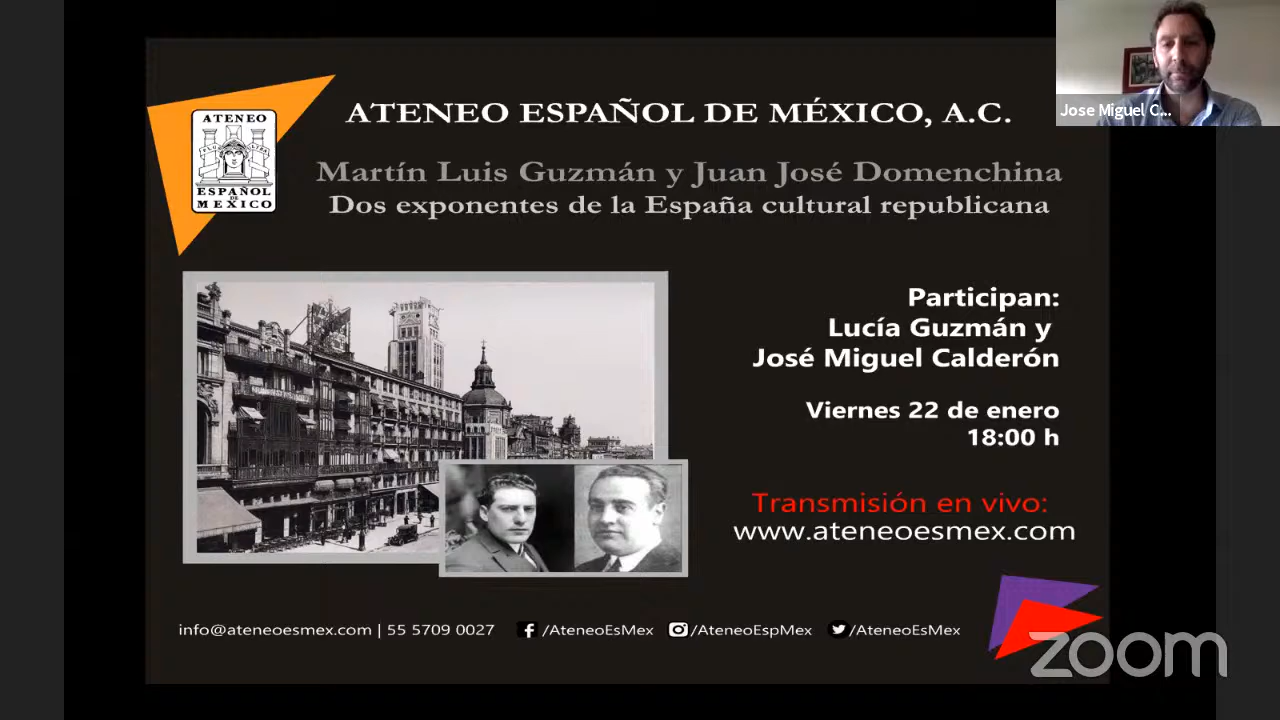 Jose Miguel C...
ATENEO
ESPAÑOL
DE
MEXICO
ATENEO ESPAÑOL DE MÉXICO, A.C.
Martín Luis Guzmán y Juan José Domenchina
Dos exponentes de la España cultural republicana
Participan:
Lucía Guzmán y
José Miguel Calderón
Viernes 22 de enero
18:00 h
Transmisión en vivo:
www.ateneoesmex.com
info@ateneoesmex.com | 55 5709 0027 /AteneoEsMex /AteneoEspMex /AteneoEsMex
zoom